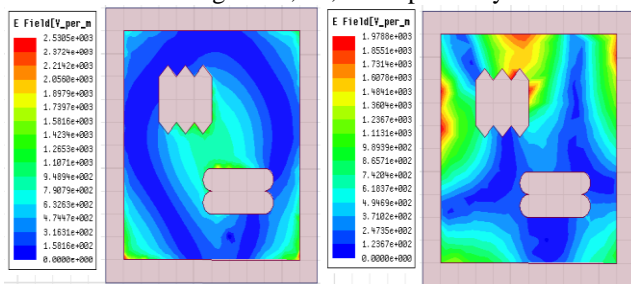 E Field[V_per_m
2.5305e+003
2.3724e+003
2.2142e+003
2.0560e+003
1.8979e+003
1.7397e+003
1.5816e+003
1.4234e+003
1.2653e+003
1.1071e+003
9.4894e+002
7.9079e+002
6.3263e+002
4.7447e+002
3.1631e+002
1.5816e+002
0.0000e+000
E Field[V_per_m
1.9788e+003
1.8551e+003
1.7314e+003
1.6078e+003
1.4841e+003
1.3604e+003
1.2367e+003
1.1131e+003
9.8939e+002
8.6571e+002
7.4204e+002
6.1837e+002
4.9469e+002
3.7102e+002
2.4735e+002
1.2367e+002
0.0000e+000